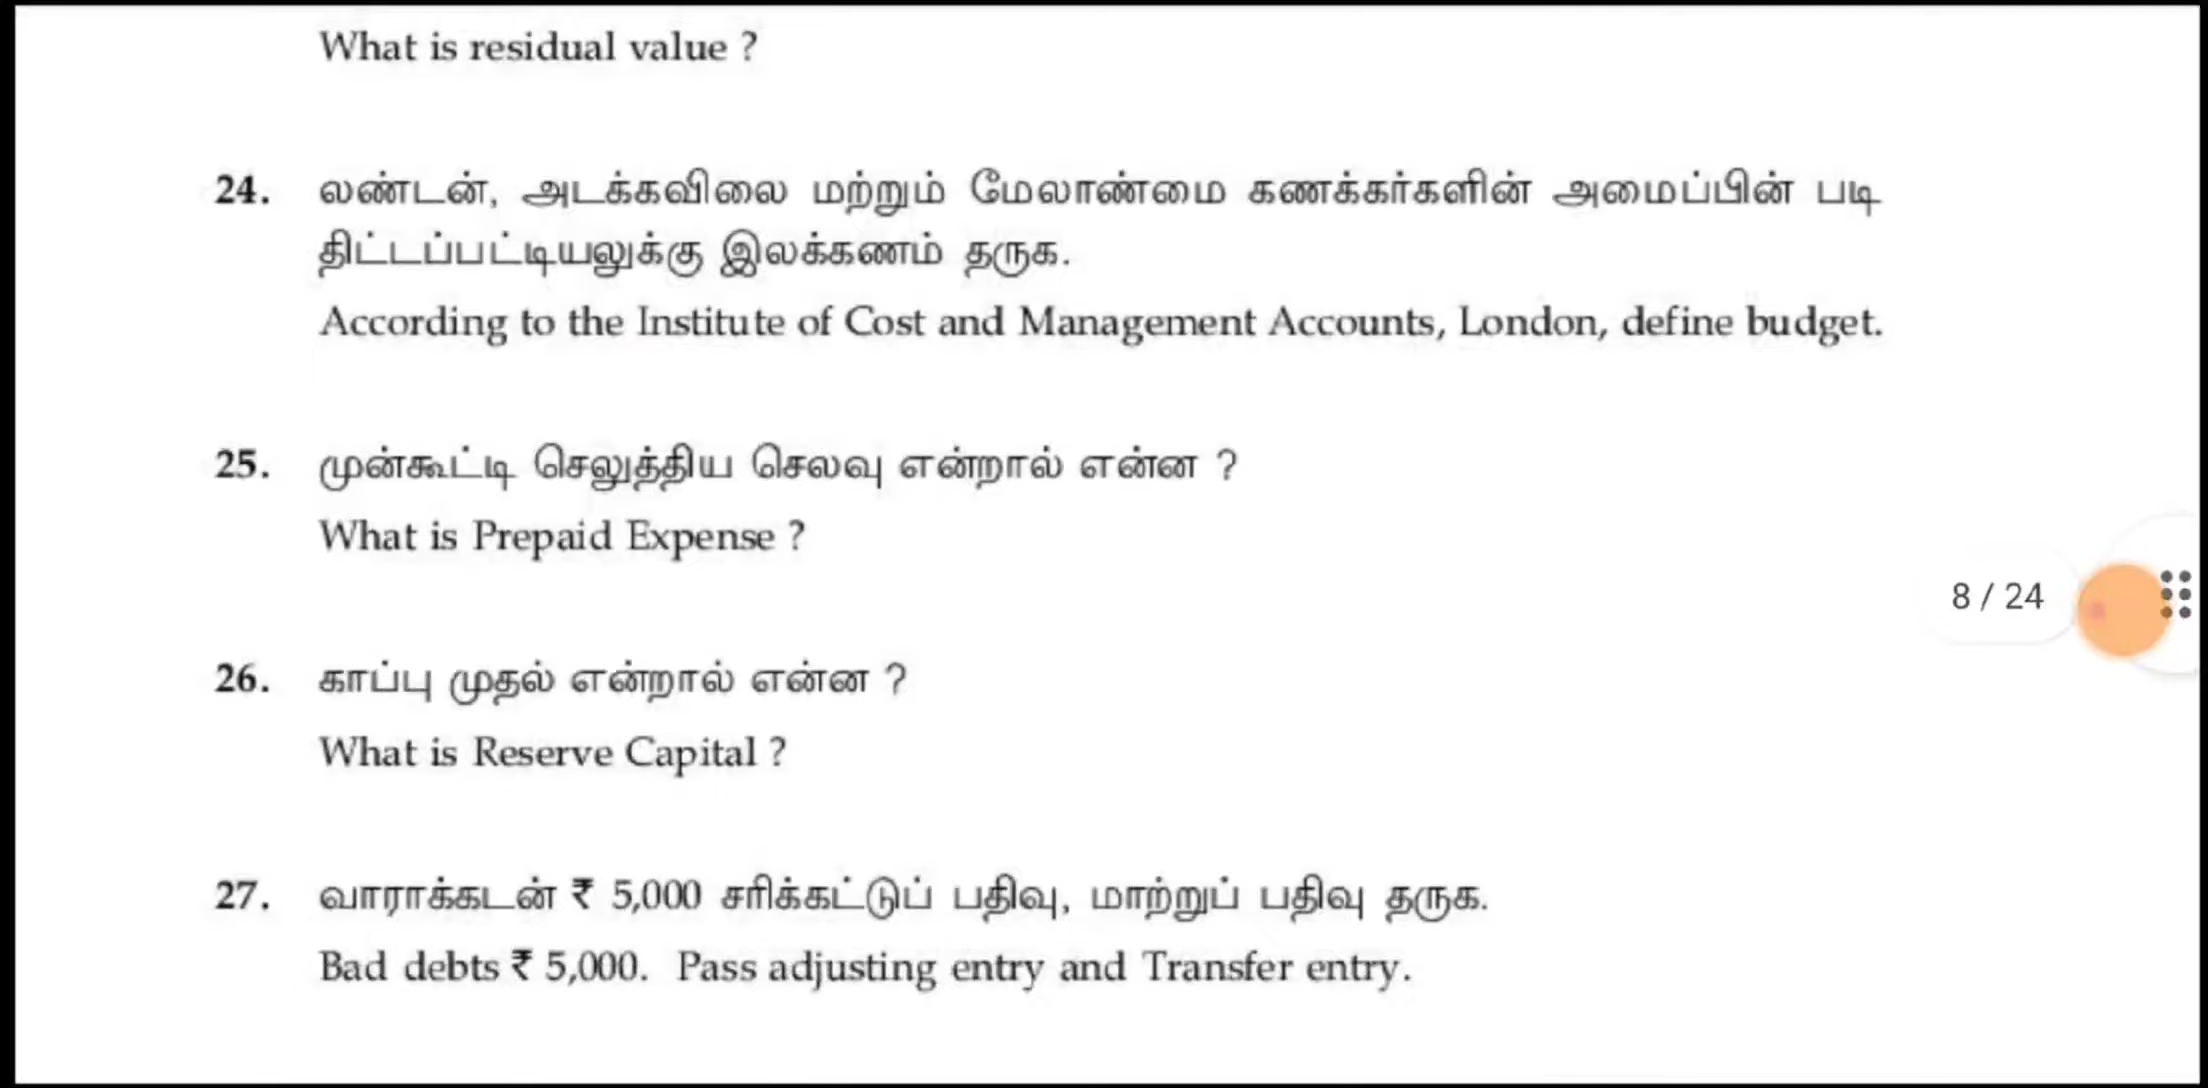 What is residual value ?
24. லண்டன், அடக்கவிலை மற்றும் மேலாண்மை கணக்கர்களின் அமைப்பின் படி
திட்டப்பட்டியலுக்கு இலக்கணம் தருக.
According to the Institute of Cost and Management Accounts, London, define budget.
25. முன்கூட்டி செலுத்திய செலவு என்றால் என்ன ?
What is Prepaid Expense ?
8 / 24
26. காப்பு முதல் என்றால் என்ன ?
What is Reserve Capital ?
27. வாராக்கடன் ₹ 5,000 சரிக்கட்டுப் பதிவு, மாற்றுப் பதிவு தருக.
Bad debts ₹ 5,000. Pass adjusting entry and Transfer entry.